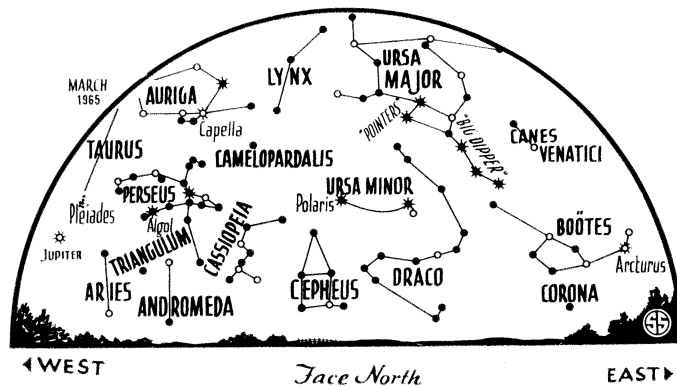 URSA
MAJOR
LYNX
MARCH
1965
AURIGA
Capella
"POINTERS"
"BIG DIPPER"
CANES
VENATICI
TAURUS
CAMELOPARDALIS
PERSEUS
URSA MINOR
Polaris
Pleiades
Algol
JUPITER
TRIANGULUM
CASSIOPEIA
BOÖTES
Arcturus
ARIES
ANDROMEDA
CEPHEUS
DRACO
CORONA
SS
WEST
Face North
EAST